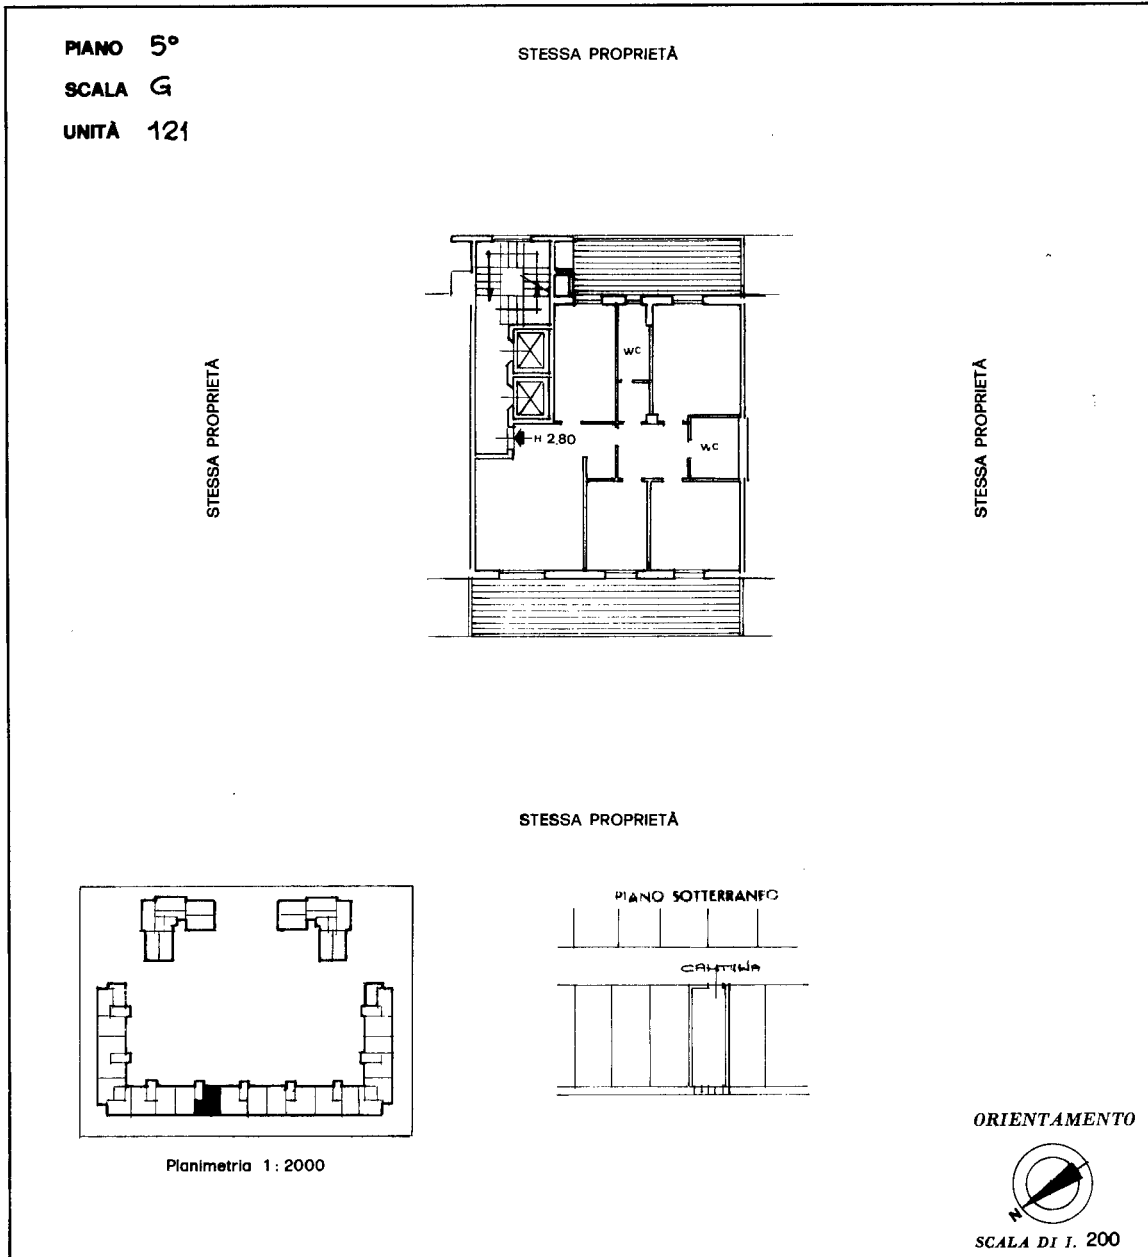 PIANO 5°
SCALA G
UNITÀ 121
STESSA PROPRIETÀ
STESSA PROPRIETÀ
STESSA PROPRIETÀ
WC
WC
H 2,80
STESSA PROPRIETÀ
PIANO SOTTERRANEO
CANTINA
Planimetria 1:2000
ORIENTAMENTO
N
SCALA DI 1. 200